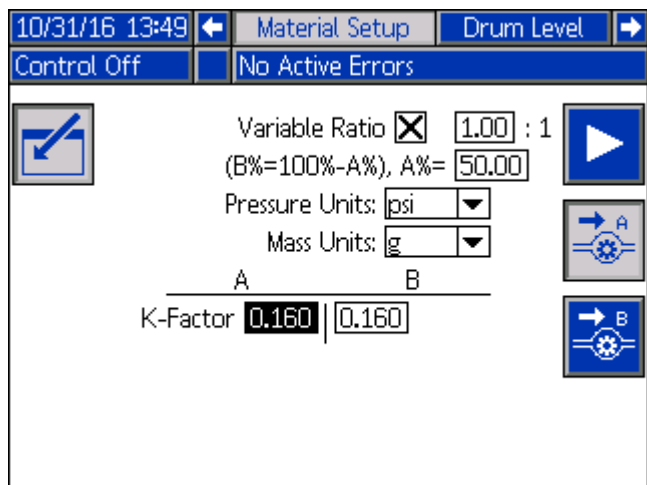 10/31/16 13:49 Material Setup Drum Level
Control Off No Active Errors
Variable Ratio 1.00 : 1
(B%=100%-A%), A%= 50.00
Pressure Units: psi
Mass Units: g
A B
K-Factor 0.160 0.160
A
B